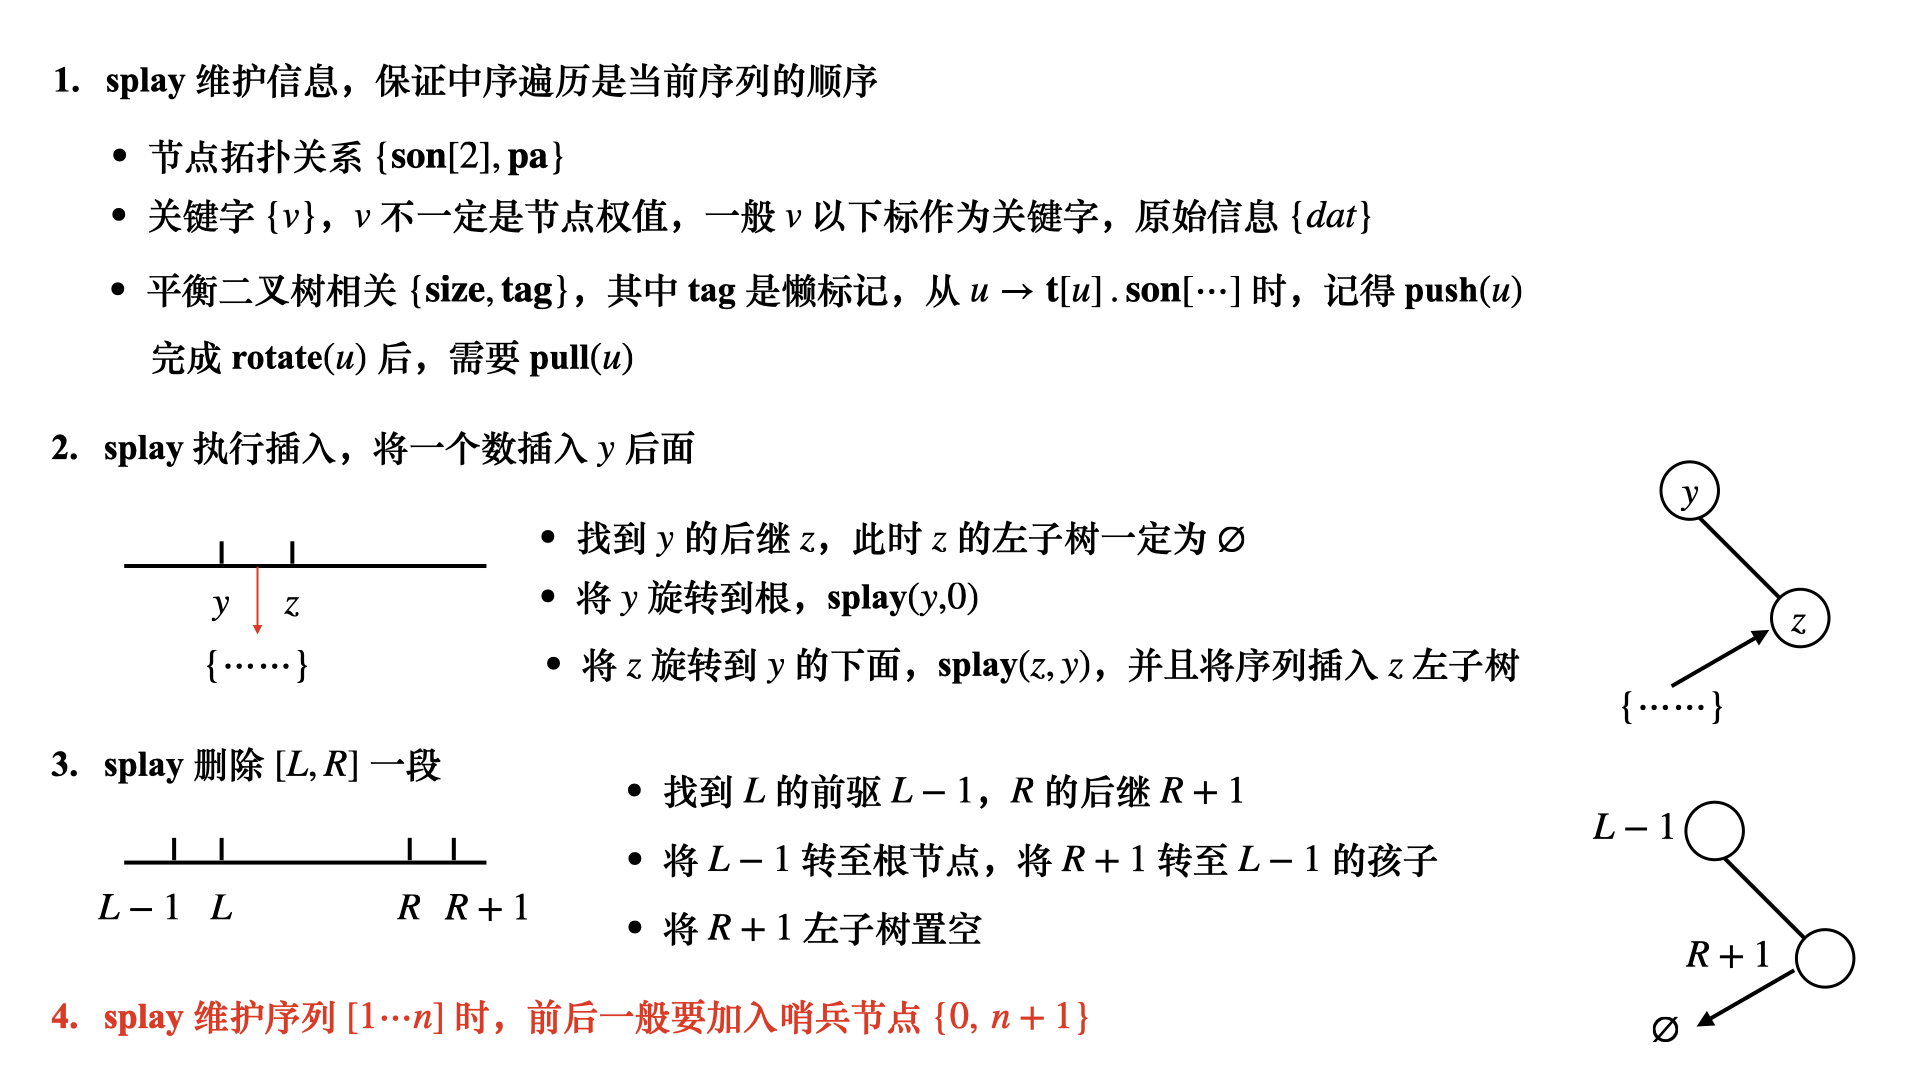 1. splay 维护信息，保证中序遍历是当前序列的顺序
• 节点拓扑关系 {son[2], pa}
• 关键字 {v}，v 不一定是节点权值，一般 v 以下标作为关键字，原始信息 {dat}
• 平衡二叉树相关 {size, tag}，其中 tag 是懒标记，从 u → t[u] . son[⋯] 时，记得 push(u)
完成 rotate(u) 后，需要 pull(u)
2. splay 执行插入，将一个数插入 y 后面
y z
{⋯⋯}
• 找到 y 的后继 z，此时 z 的左子树一定为 ∅
• 将 y 旋转到根，splay(y,0)
• 将 z 旋转到 y 的下面，splay(z, y)，并且将序列插入 z 左子树
y
z
{⋯⋯}
3. splay 删除 [L, R] 一段
L − 1 L R R + 1
• 找到 L 的前驱 L − 1，R 的后继 R + 1
• 将 L − 1 转至根节点，将 R + 1 转至 L − 1 的孩子
• 将 R + 1 左子树置空
L − 1
R + 1
∅
4. splay 维护序列 [1⋯n] 时，前后一般要加入哨兵节点 {0, n + 1}